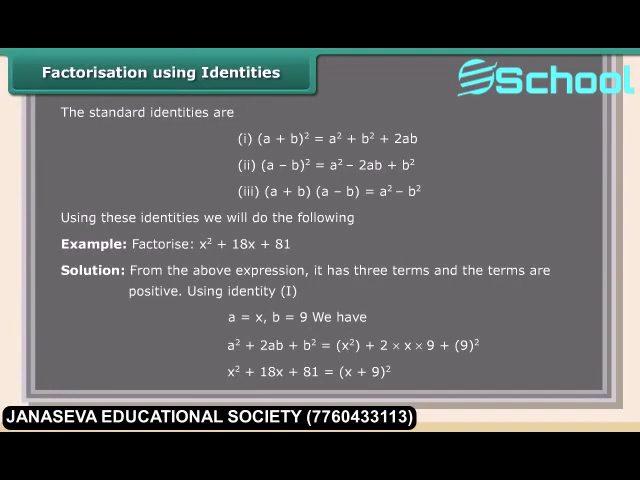 Factorisation using Identities
School
The standard identities are
(i) (a + b)² = a² + b² + 2ab
(ii) (a – b)² = a² – 2ab + b²
(iii) (a + b) (a – b) = a² – b²
Using these identities we will do the following
Example: Factorise: x² + 18x + 81
Solution: From the above expression, it has three terms and the terms are
positive. Using identity (I)
a = x, b = 9 We have
a² + 2ab + b² = (x²) + 2 × x × 9 + (9)²
x² + 18x + 81 = (x + 9)²
JANASEVA EDUCATIONAL SOCIETY (7760433113)